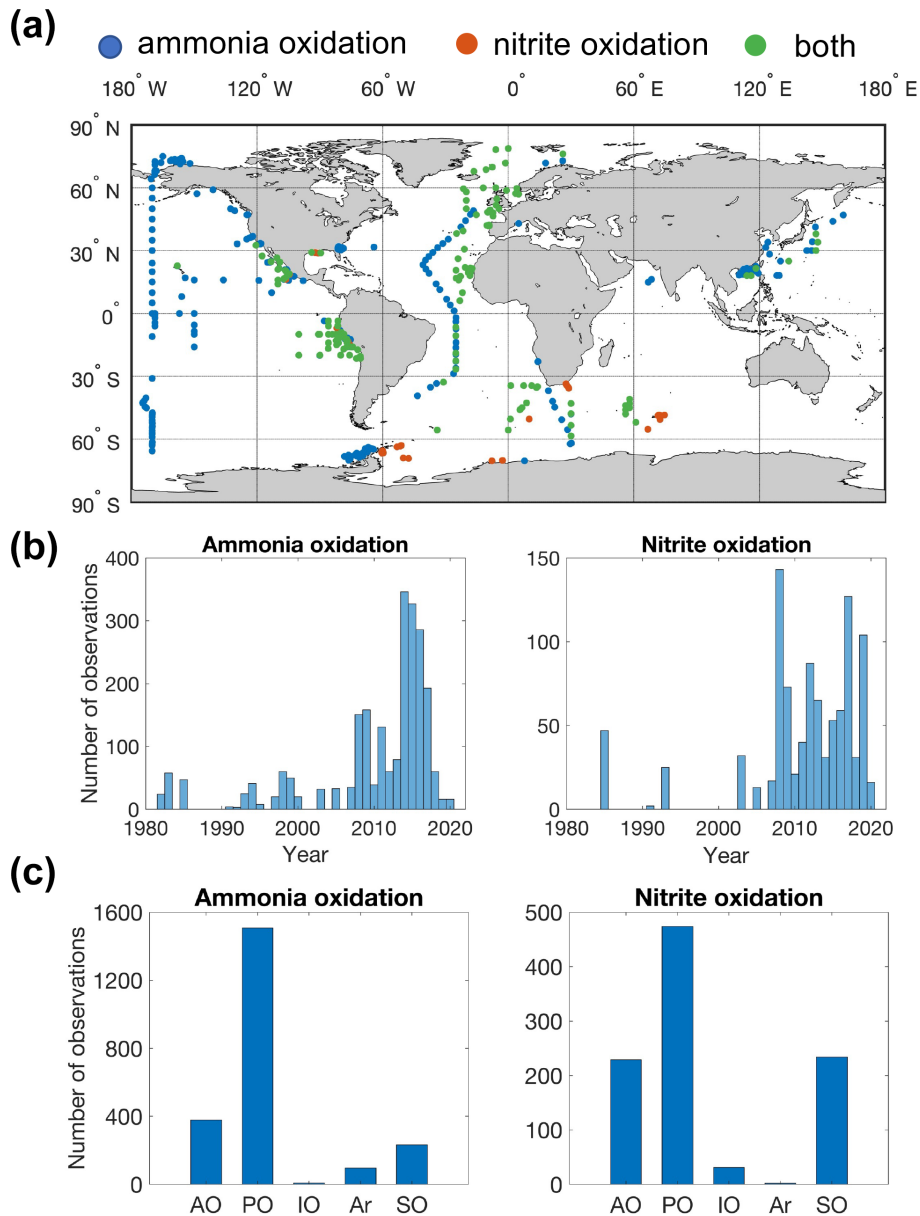 (a)
ammonia oxidation nitrite oxidation both
180° W 120° W 60° W 0° 60° E 120° E 180° E
90° N
60° N
30° N
0°
30° S
60° S
90° S
(b)
Ammonia oxidation Nitrite oxidation
Number of observations
400
300
200
100
0
1980 1990 2000 2010 2020
Year
150
100
50
0
1980 1990 2000 2010 2020
Year
(c)
Ammonia oxidation Nitrite oxidation
Number of observations
1600
1200
800
400
0
AO PO IO Ar SO
500
400
300
200
100
0
AO PO IO Ar SO